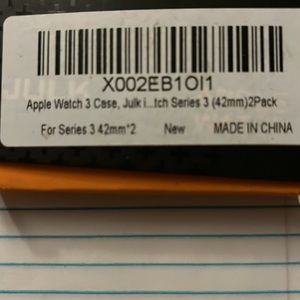 X002EB1OI1
Apple Watch 3 Case, Julk i...tch Series 3 (42mm)2Pack
For Series 3 42mm*2 New MADE IN CHINA